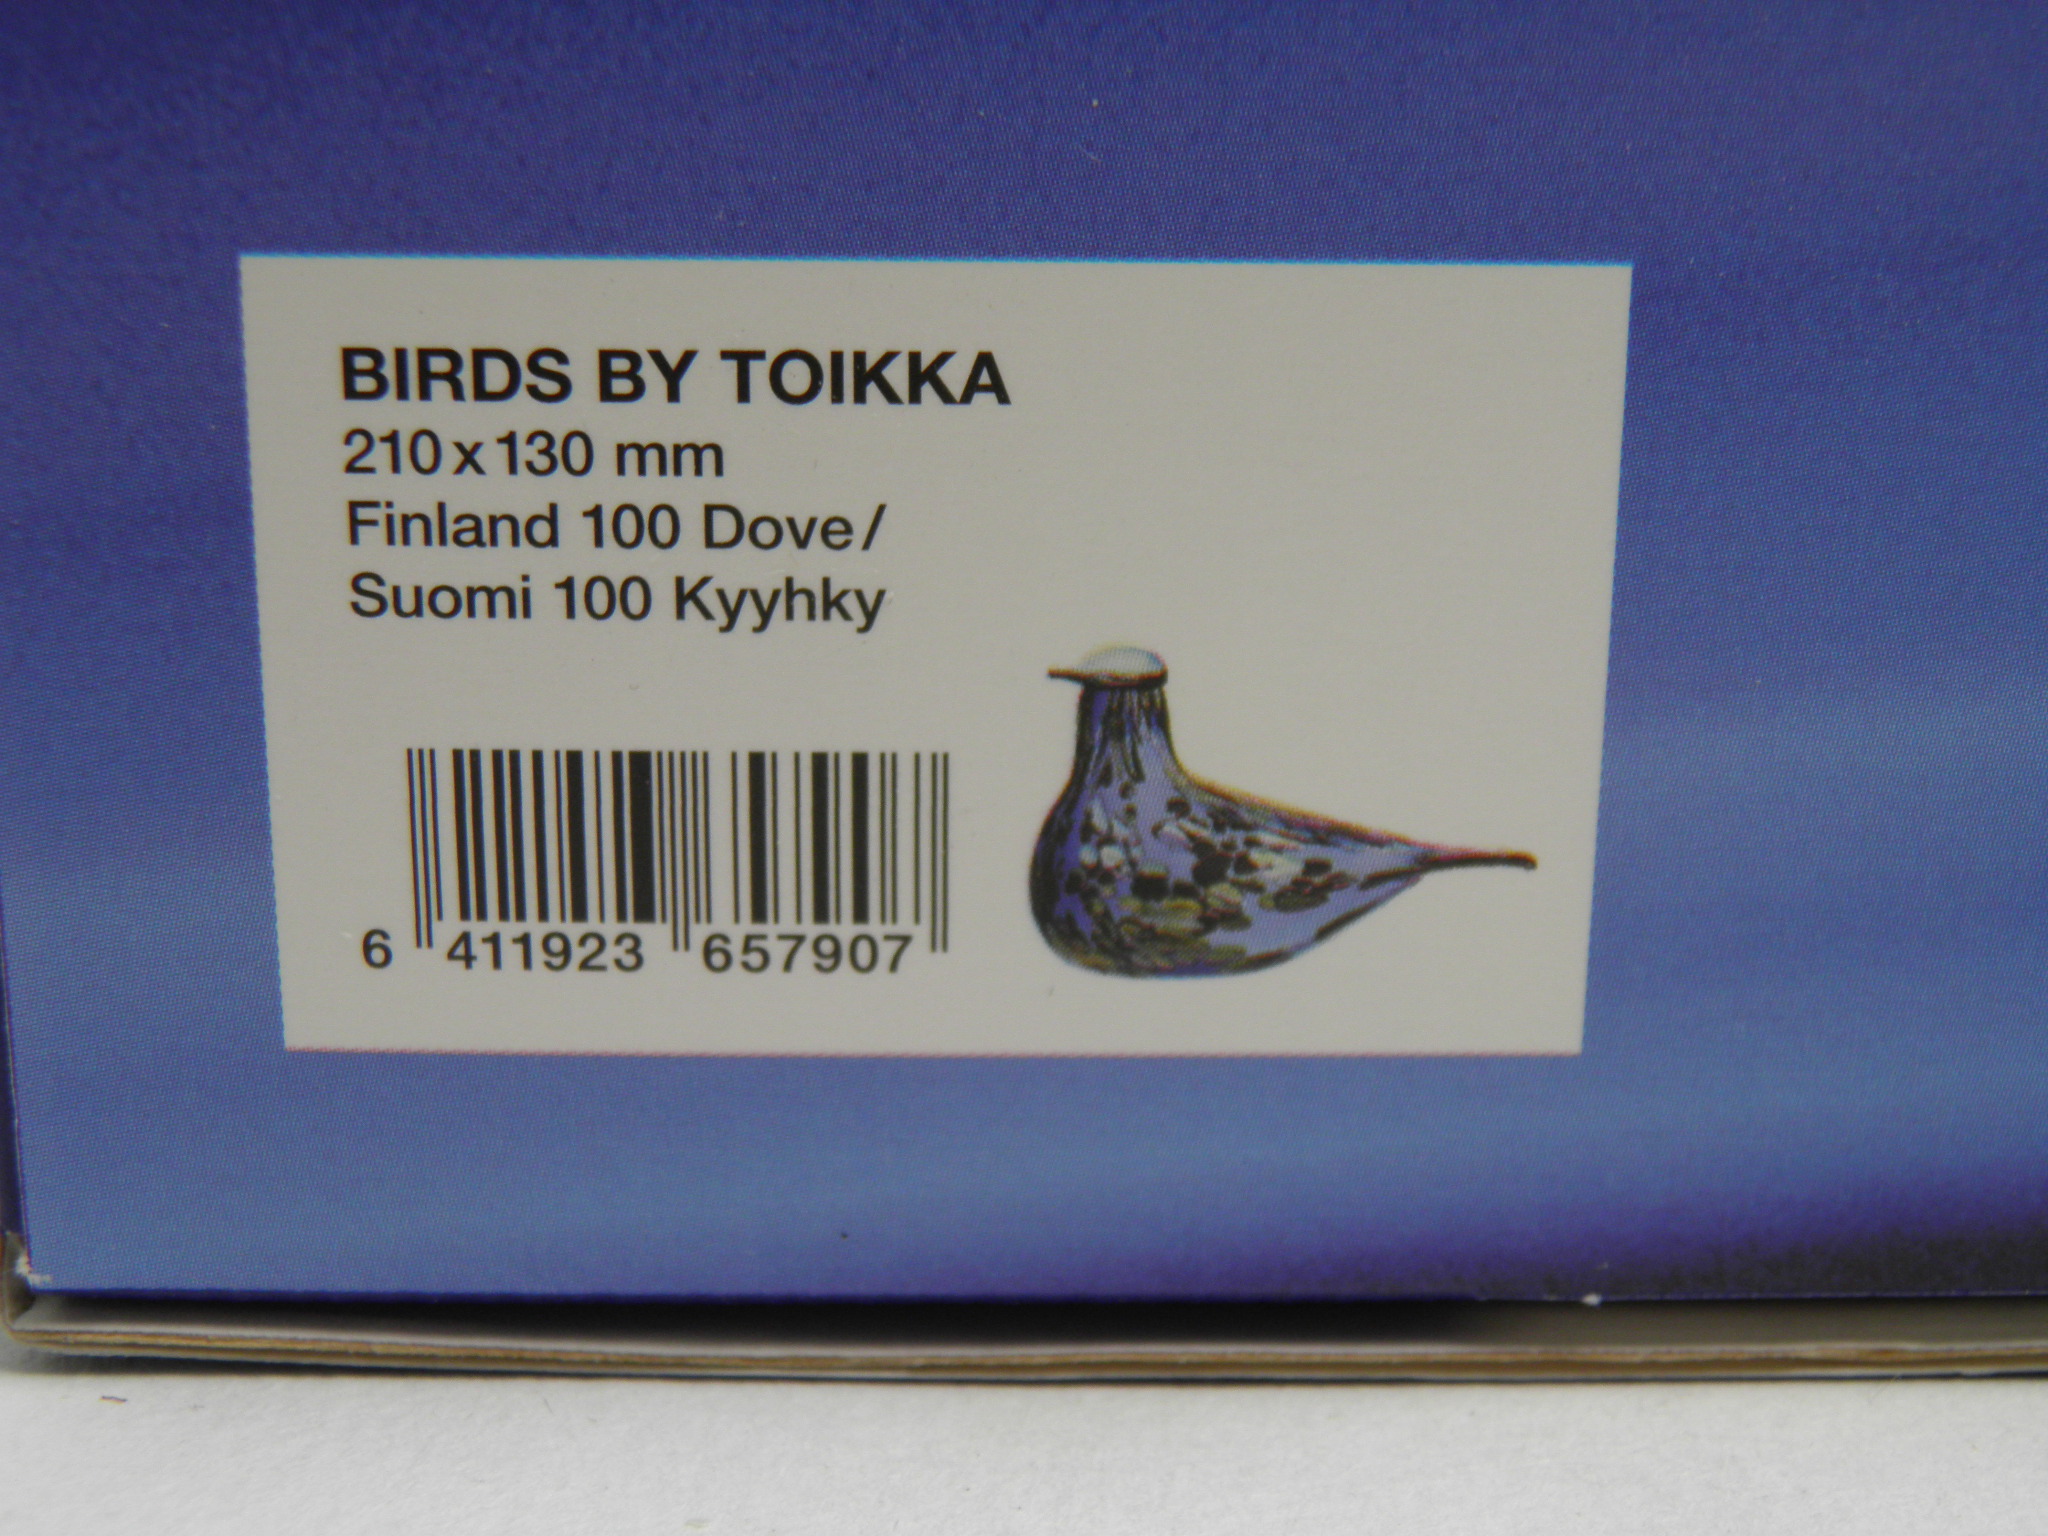 BIRDS BY TOIKKA
210 x 130 mm
Finland 100 Dove/
Suomi 100 Kyyhky
6 411923 657907